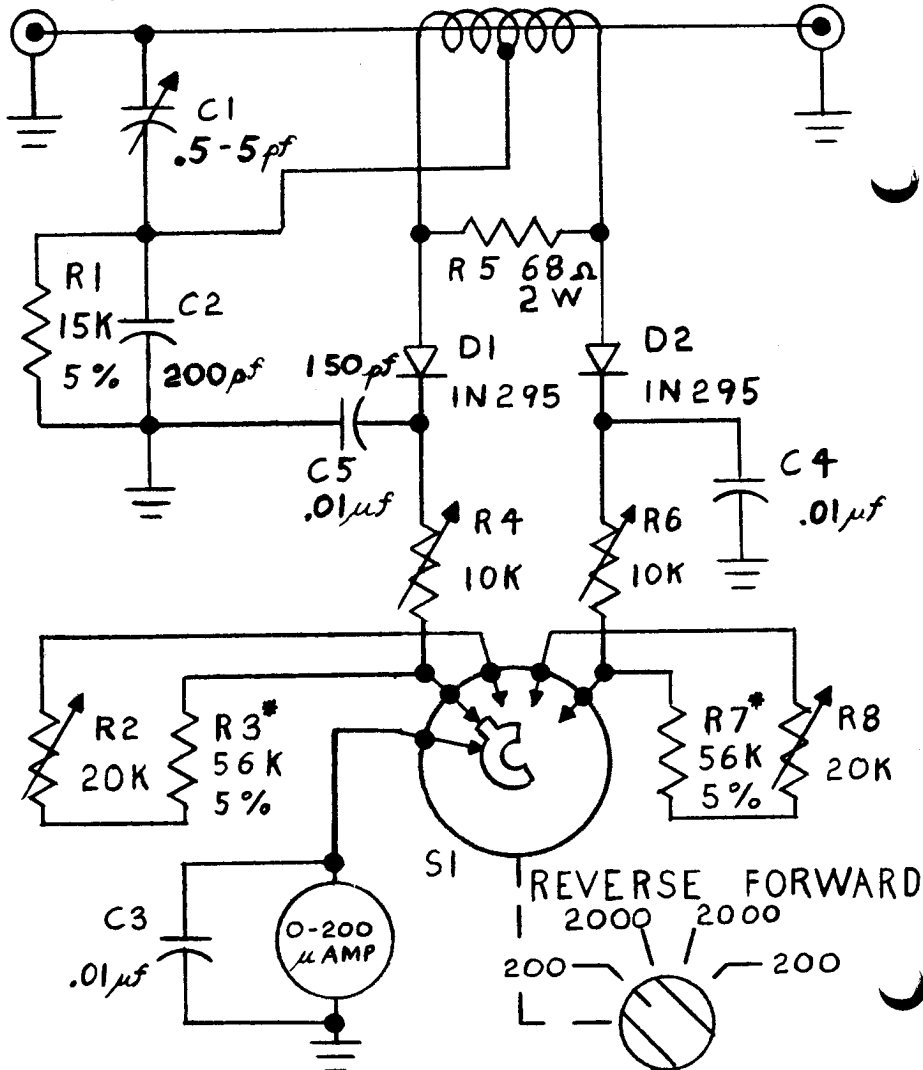 C1
.5-5pf
R5 68Ω
2W
R1
15K
5%
C2
200pf
150pf
D1
IN295
D2
IN295
C5
.01µf
C4
.01µf
R4
10K
R6
10K
R2
20K
R3*
56K
5%
R7*
56K
5%
R8
20K
S1
REVERSE FORWARD
2000 2000
200 200
C3
.01µf
0-200
µAMP